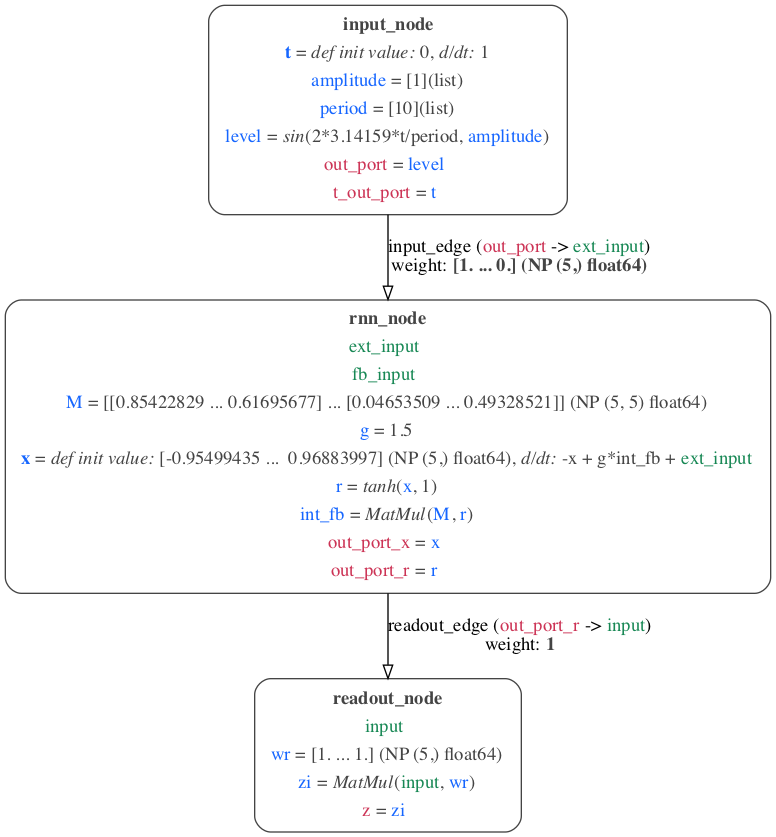 input_node
t = def init value: 0, d/dt: 1
amplitude = [1](list)
period = [10](list)
level = sin(2*3.14159*t/period, amplitude)
out_port = level
t_out_port = t
input_edge (out_port -> ext_input)
weight: [1. ... 0.] (NP (5,) float64)
rnn_node
ext_input
fb_input
M = [[0.85422829 ... 0.61695677] ... [0.04653509 ... 0.49328521]] (NP (5, 5) float64)
g = 1.5
x = def init value: [-0.95499435 ... 0.96883997] (NP (5,) float64), d/dt: -x + g*int_fb + ext_input
r = tanh(x, 1)
int_fb = MatMul(M, r)
out_port_x = x
out_port_r = r
readout_edge (out_port_r -> input)
weight: 1
readout_node
input
wr = [1. ... 1.] (NP (5,) float64)
zi = MatMul(input, wr)
z = zi